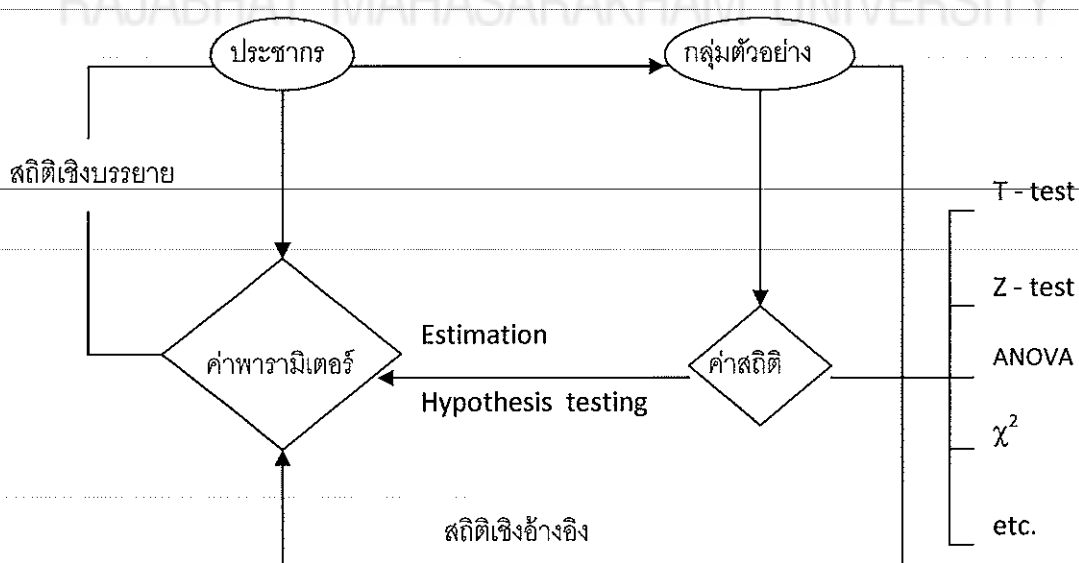 RAJABHAT MAHASARAKHAM UNIVERSITY
ประชากร
กลุ่มตัวอย่าง
สถิติเชิงบรรยาย
T - test
Z - test
Estimation
ค่าพารามิเตอร์
ค่าสถิติ
ANOVA
Hypothesis testing
χ²
สถิติเชิงอ้างอิง
etc.